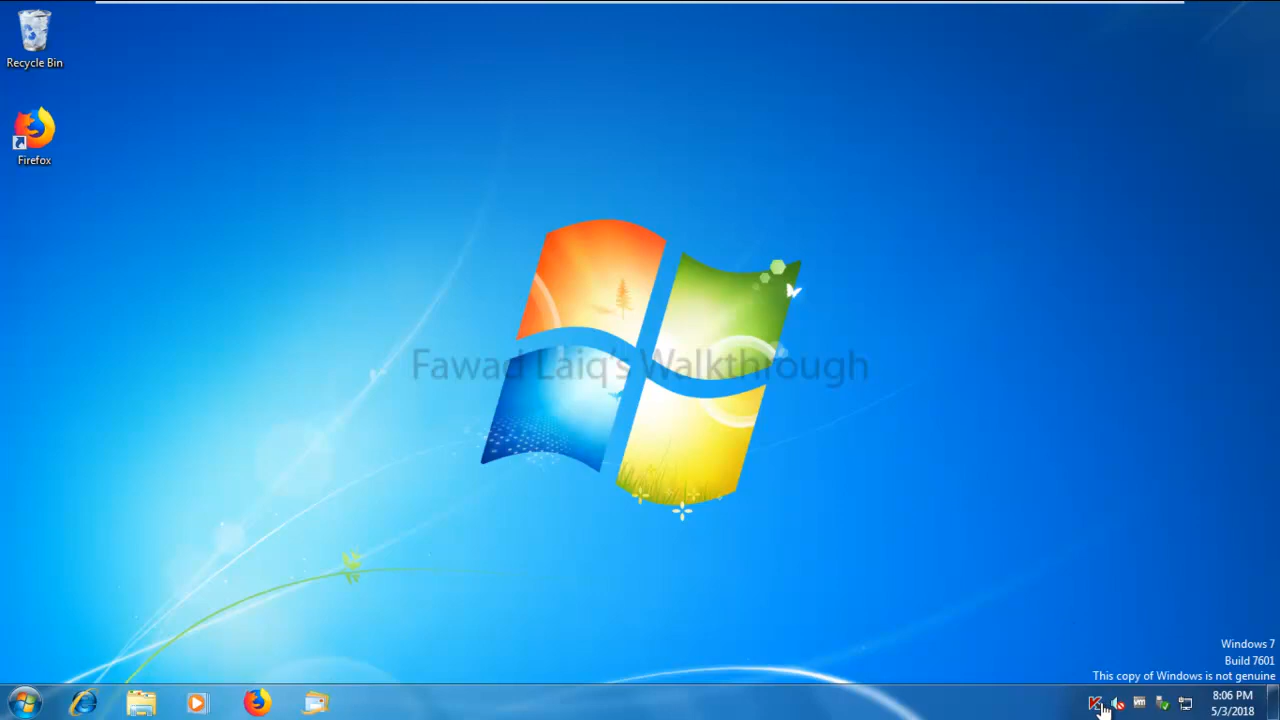 Recycle Bin
Firefox
Fawad Laiq's Walkthrough
Windows 7
Build 7601
This copy of Windows is not genuine
8:06 PM
5/3/2018